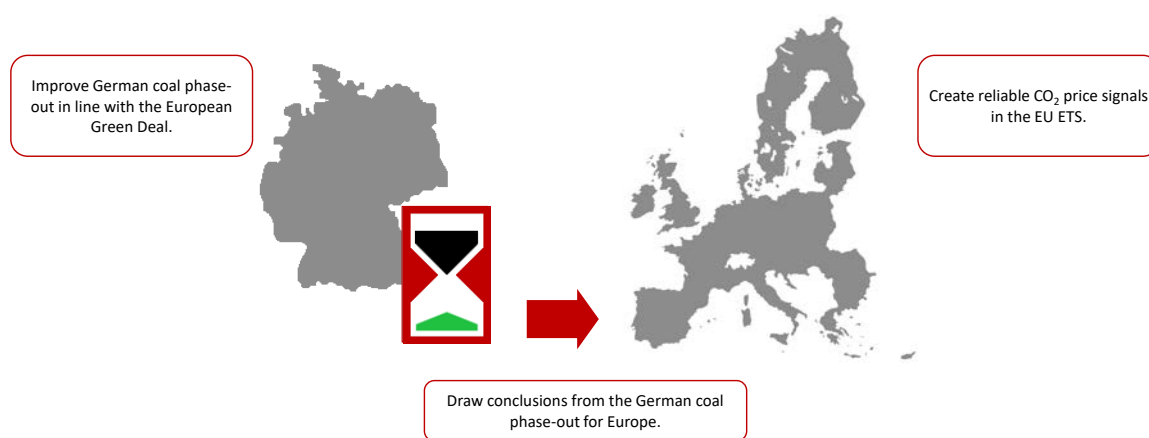 Improve German coal phase-
out in line with the European
Green Deal.
Create reliable CO₂ price signals
in the EU ETS.
Draw conclusions from the German coal
phase-out for Europe.